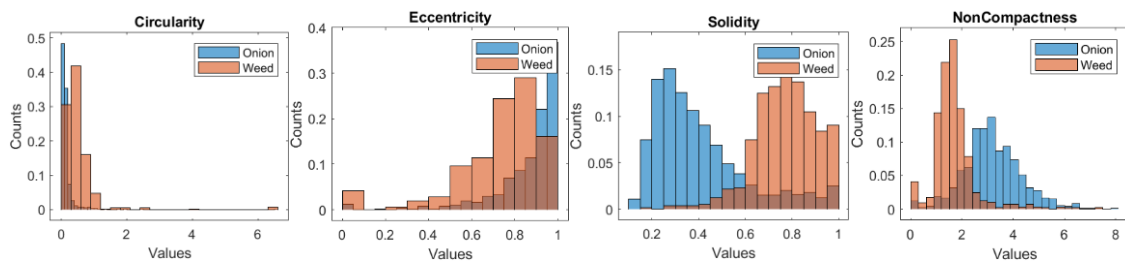 Circularity
0.5
0.4
0.3
0.2
0.1
0
Counts
0 2 4 6
Values
Onion
Weed
Eccentricity
0.4
0.3
0.2
0.1
0
Counts
0 0.2 0.4 0.6 0.8 1
Values
Onion
Weed
Solidity
0.15
0.1
0.05
0
Counts
0.2 0.4 0.6 0.8 1
Values
Onion
Weed
NonCompactness
0.25
0.2
0.15
0.1
0.05
0
Counts
0 2 4 6 8
Values
Onion
Weed